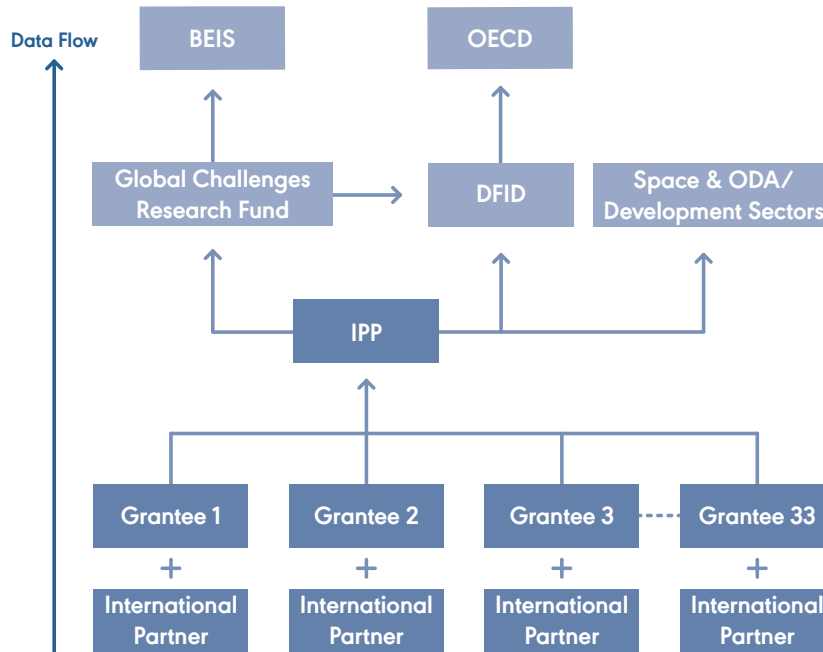 BEIS
OECD
Data Flow
Global Challenges
Research Fund
DFID
Space & ODA/
Development Sectors
IPP
Grantee 1
Grantee 2
Grantee 3
Grantee 33
+
+
+
+
International
Partner
International
Partner
International
Partner
International
Partner